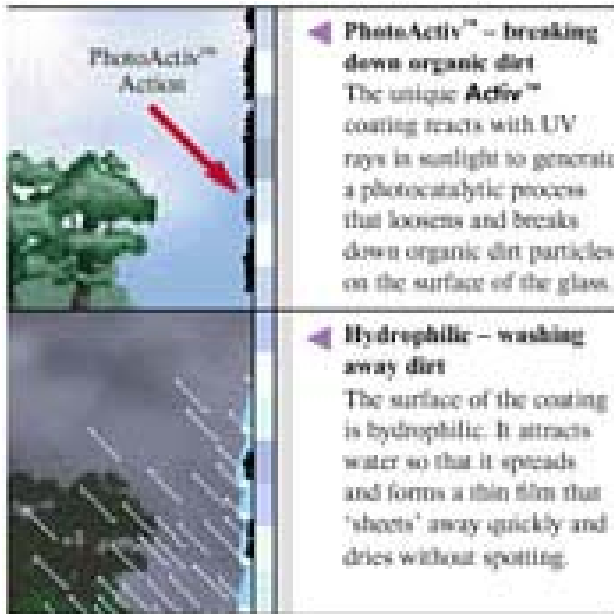 PhotoActiv™
Action
PhotoActiv™ – breaking
down organic dirt
The unique Activ™
coating reacts with UV
rays in sunlight to generate
a photocatalytic process
that loosens and breaks
down organic dirt particles
on the surface of the glass.
Hydrophilic – washing
away dirt
The surface of the coating
is hydrophilic. It attracts
water so that it spreads
and forms a thin film that
'sheets' away quickly and
dries without spotting.